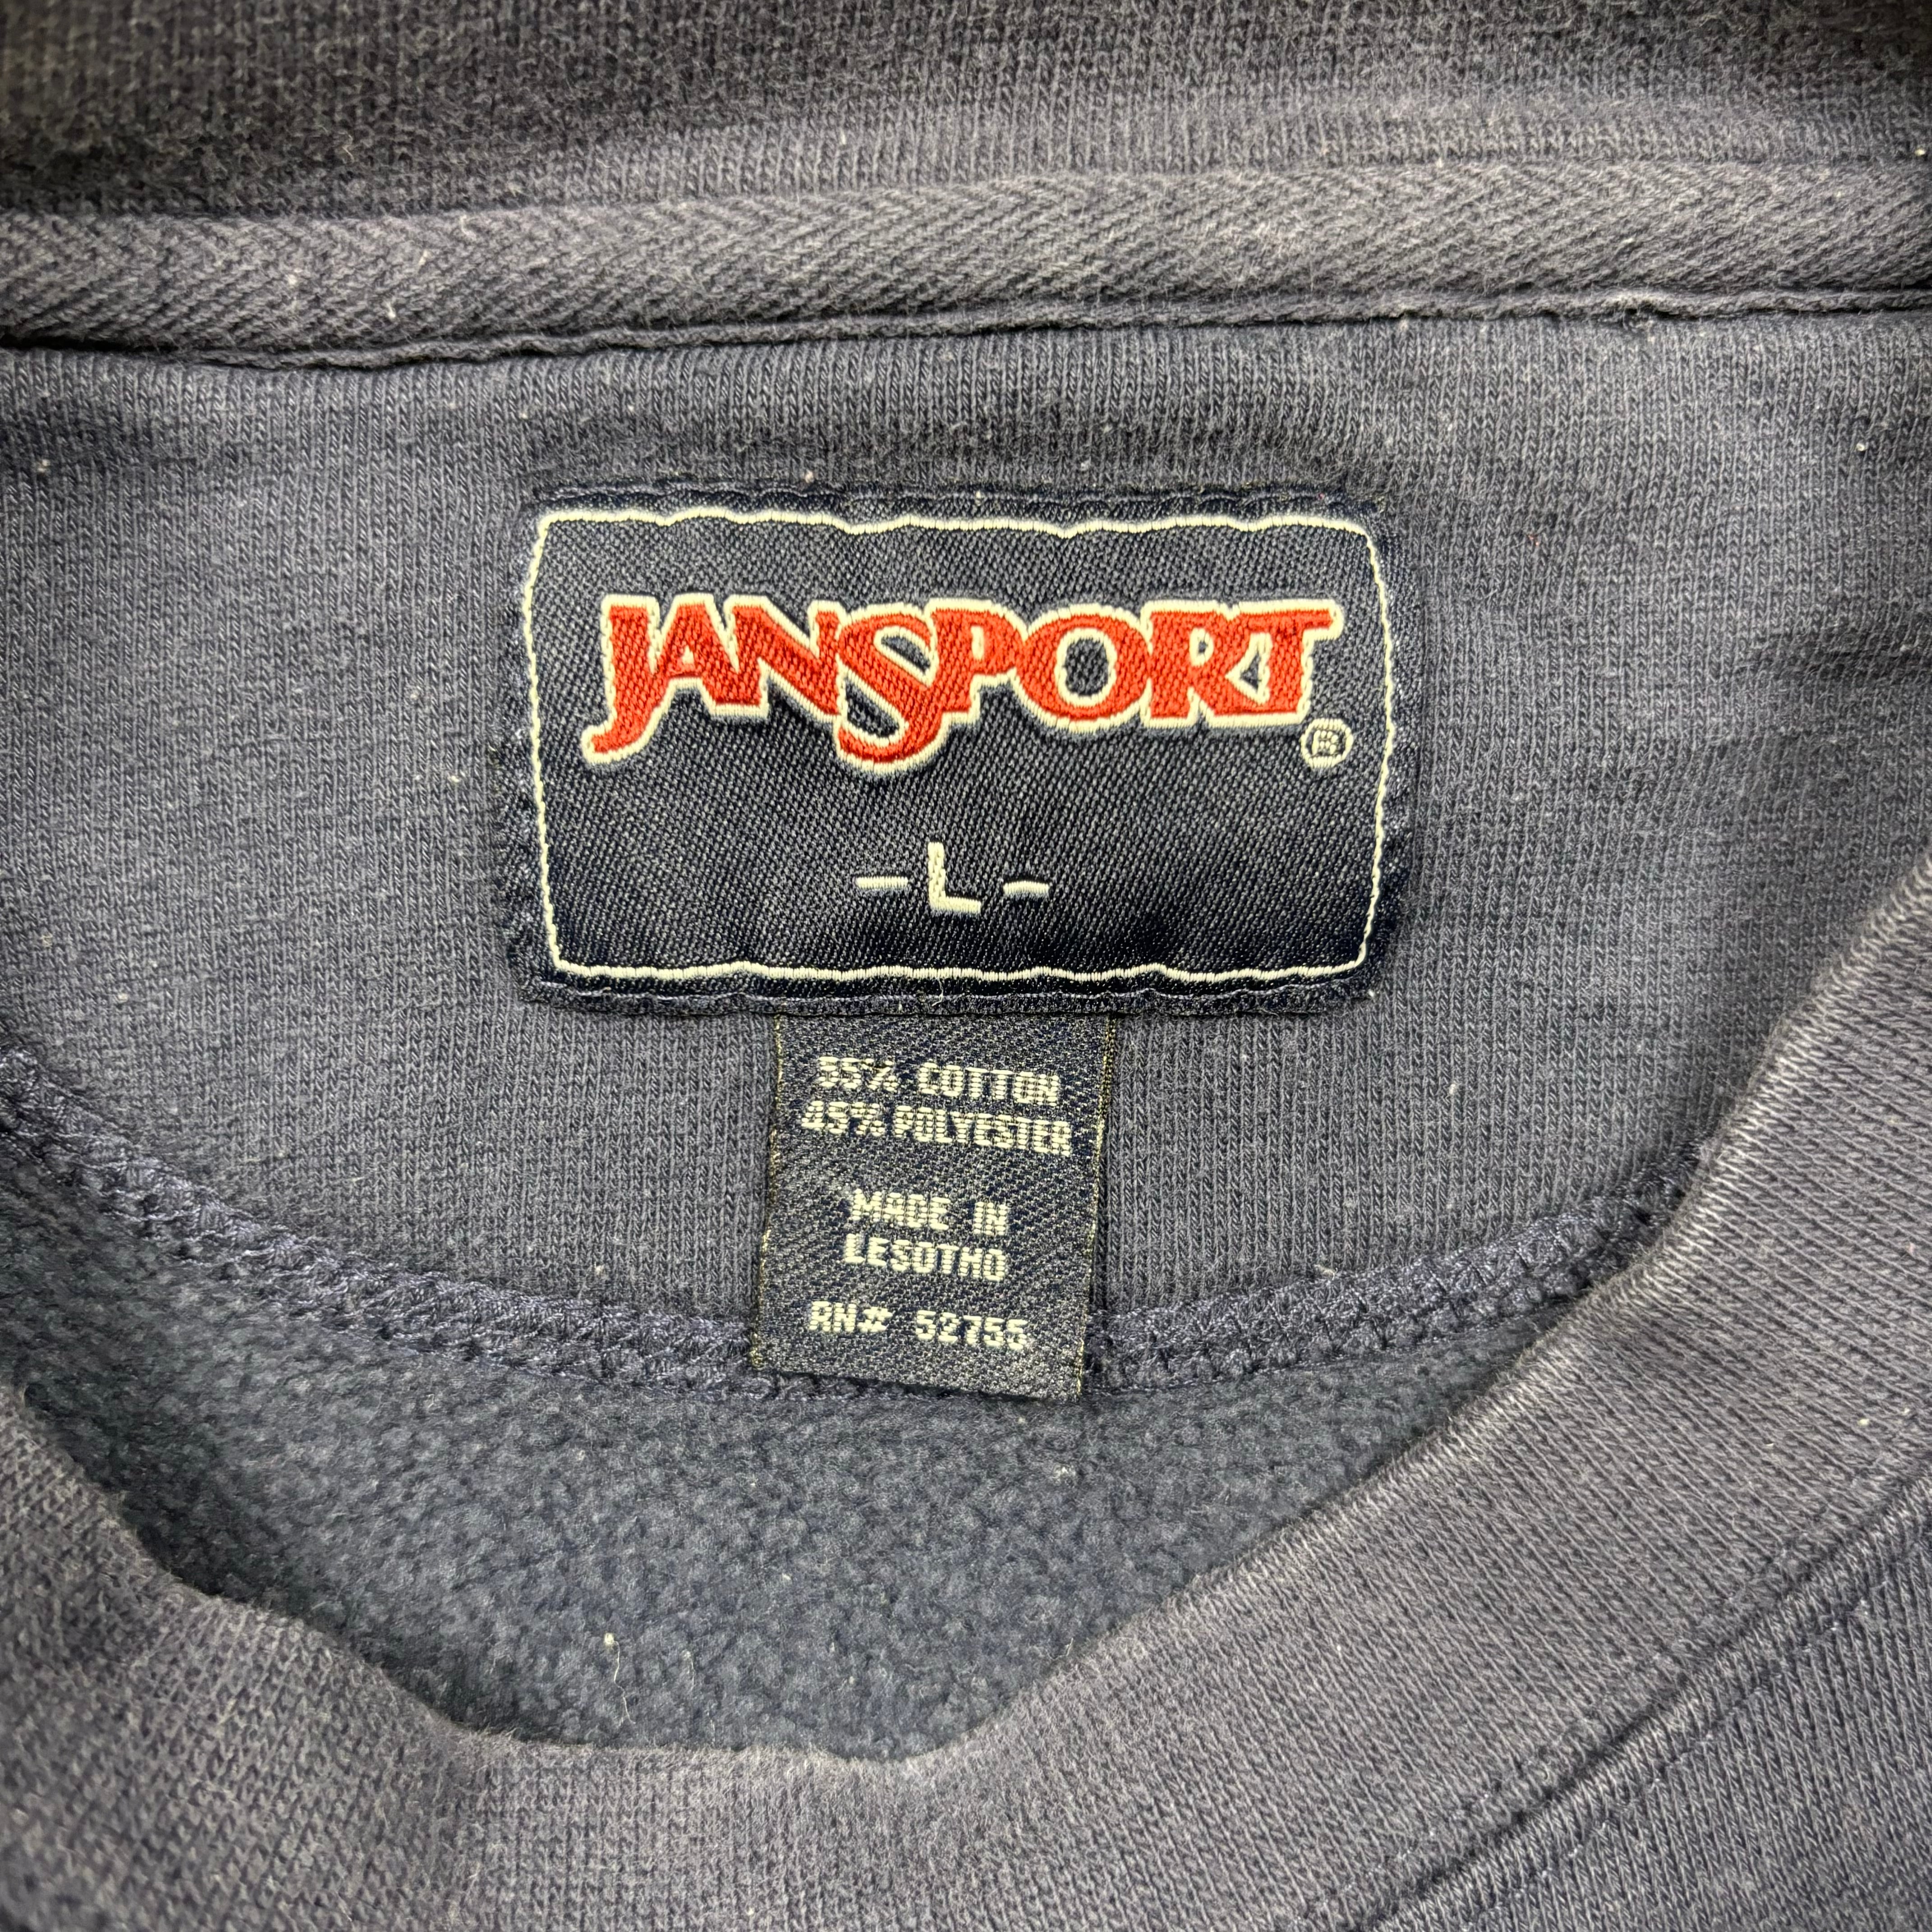 JANSPORT®
-L-
55% COTTON
45% POLYESTER
MADE IN
LESOTHO
RN# 52755